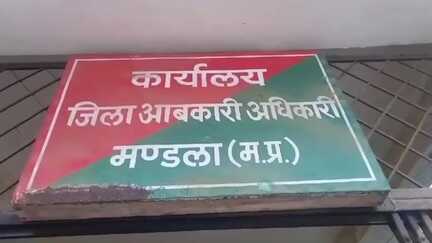 कार्यालय
जिला आबकारी अधिकारी
मण्डला (म.प्र.)